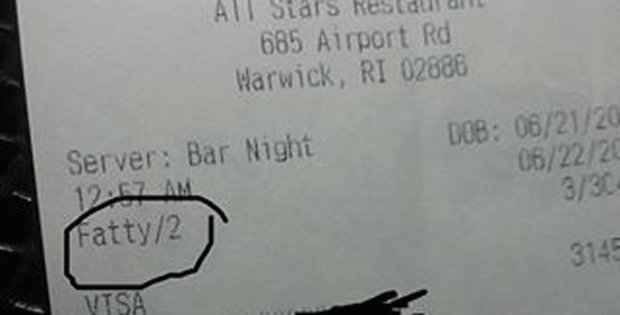 All Stars Restaurant
685 Airport Rd
Warwick, RI 02886
Server: Bar Night
DOB: 06/21/20
12:57 AM
06/22/20
Fatty/2
3/30
3145
VISA